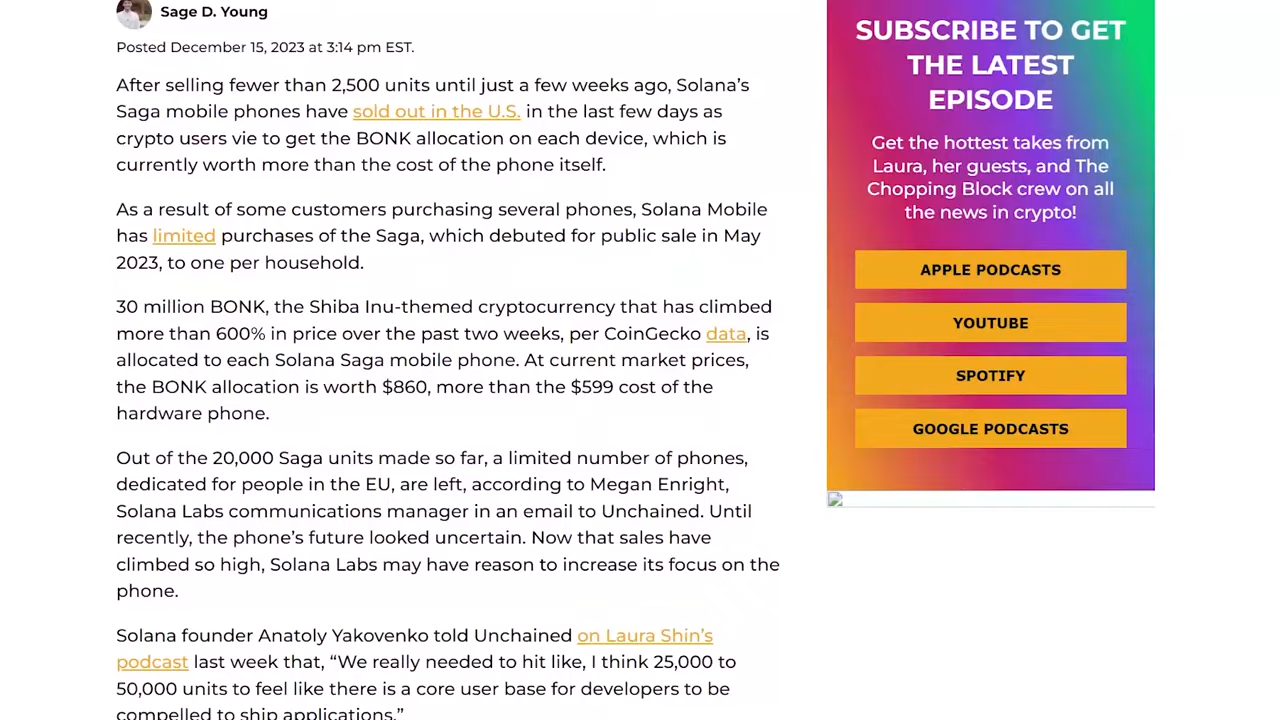 Sage D. Young
Posted December 15, 2023 at 3:14 pm EST.
After selling fewer than 2,500 units until just a few weeks ago, Solana’s
Saga mobile phones have sold out in the U.S. in the last few days as
crypto users vie to get the BONK allocation on each device, which is
currently worth more than the cost of the phone itself.
As a result of some customers purchasing several phones, Solana Mobile
has limited purchases of the Saga, which debuted for public sale in May
2023, to one per household.
30 million BONK, the Shiba Inu-themed cryptocurrency that has climbed
more than 600% in price over the past two weeks, per CoinGecko data, is
allocated to each Solana Saga mobile phone. At current market prices,
the BONK allocation is worth $860, more than the $599 cost of the
hardware phone.
Out of the 20,000 Saga units made so far, a limited number of phones,
dedicated for people in the EU, are left, according to Megan Enright,
Solana Labs communications manager in an email to Unchained. Until
recently, the phone’s future looked uncertain. Now that sales have
climbed so high, Solana Labs may have reason to increase its focus on the
phone.
Solana founder Anatoly Yakovenko told Unchained on Laura Shin’s
podcast last week that, “We really needed to hit like, I think 25,000 to
50,000 units to feel like there is a core user base for developers to be
compelled to ship applications.”
SUBSCRIBE TO GET
THE LATEST
EPISODE
Get the hottest takes from
Laura, her guests, and The
Chopping Block crew on all
the news in crypto!
APPLE PODCASTS
YOUTUBE
SPOTIFY
GOOGLE PODCASTS